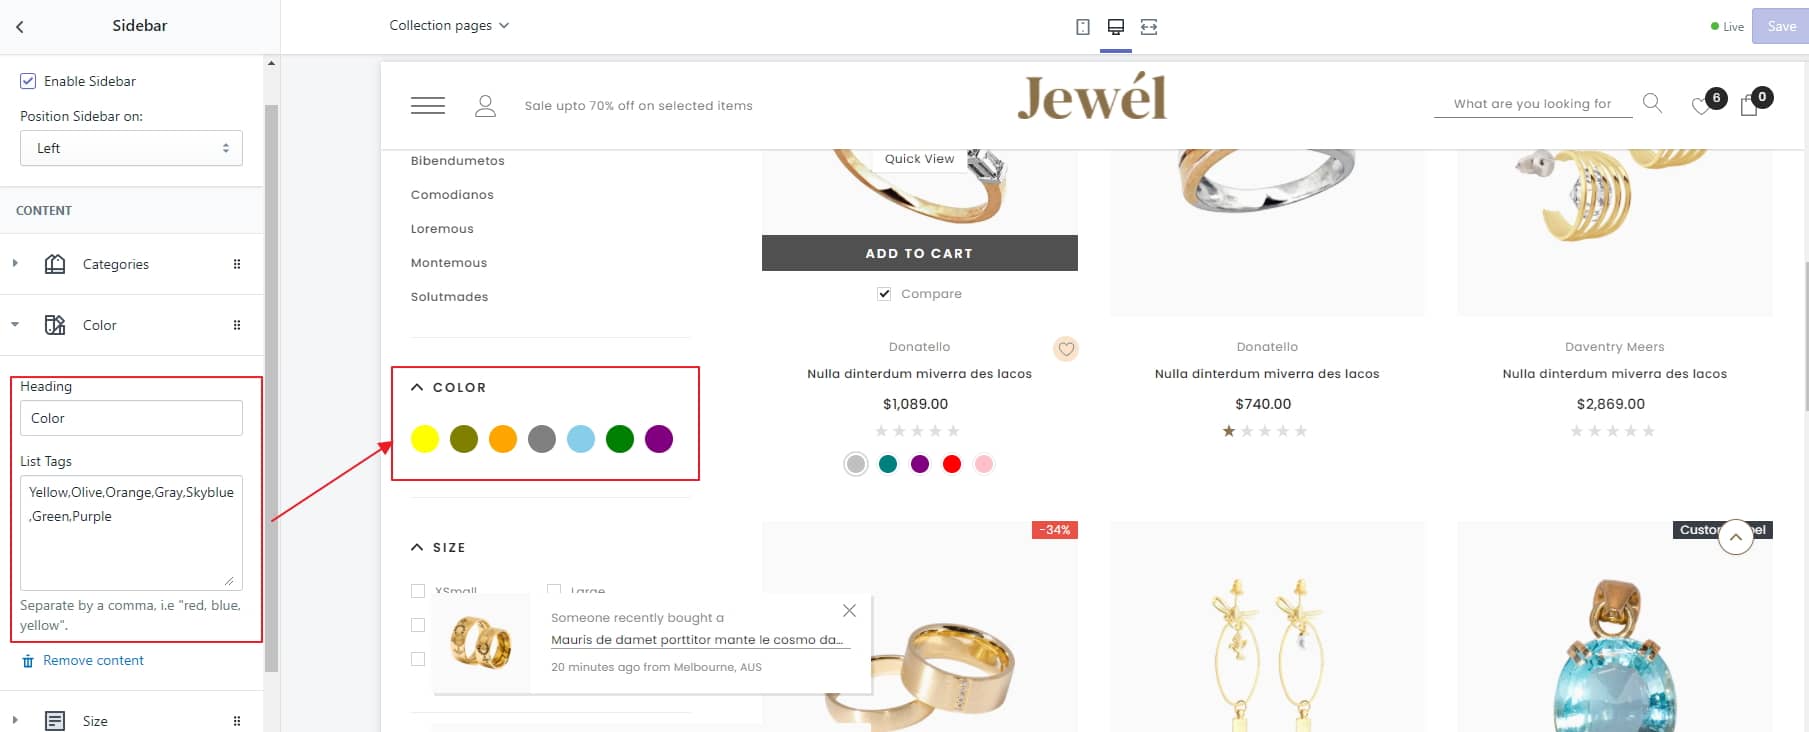 Sidebar
Collection pages
Live
Save
Enable Sidebar
Position Sidebar on:
Left
CONTENT
Categories
Color
Heading
Color
List Tags
Yellow,Olive,Orange,Gray,Skyblue
,Green,Purple
Separate by a comma, i.e "red, blue,
yellow".
Remove content
Size
Sale upto 70% off on selected items
Jewél
What are you looking for
6
0
Bibendumetos
Comodianos
Loremous
Montemous
Solutmades
COLOR
SIZE
XSmall
Large
Quick View
ADD TO CART
Compare
Donatello
Nulla dinterdum miverra des lacos
$1,089.00
Donatello
Nulla dinterdum miverra des lacos
$740.00
Daventry Meers
Nulla dinterdum miverra des lacos
$2,869.00
-34%
Someone recently bought a
Mauris de damet porttitor mante le cosmo da...
20 minutes ago from Melbourne, AUS